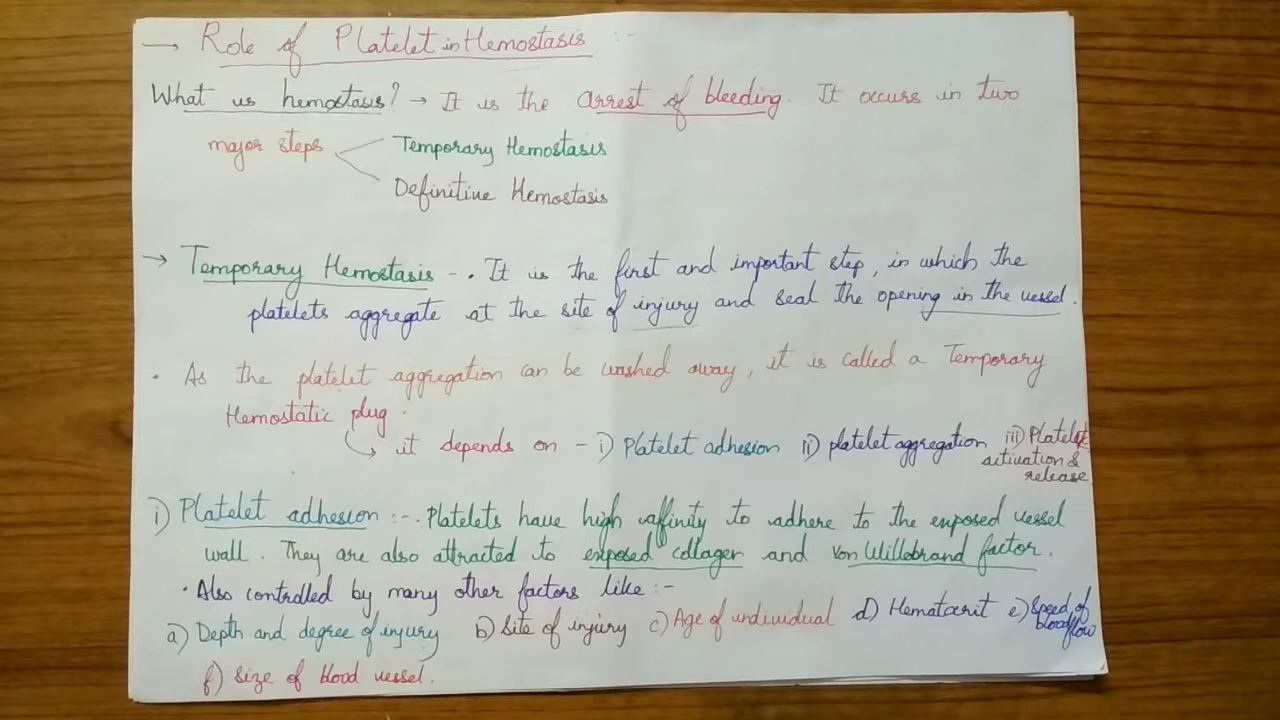 → Role of Platelet in Hemostasis :-
What is hemostasis? → It is the arrest of bleeding. It occurs in two
major steps
Temporary Hemostasis
Definitive Hemostasis
→ Temporary Hemostasis - . It is the first and important step, in which the
platelets aggregate at the site of injury and seal the opening in the vessel.
. As the platelet aggregation can be washed away, it is called a Temporary
Hemostatic plug.
↳ it depends on - i) Platelet adhesion ii) platelet aggregation iii) Platelet
activation &
release
i) Platelet adhesion :-. Platelets have high affinity to adhere to the exposed vessel
wall. They are also attracted to exposed collagen and von Willebrand factor.
. Also controlled by many other factors like :-
a) Depth and degree of injury b) Site of injury c) Age of individual d) Hematocrit e) Speed of
blood flow
f) Size of blood vessel.